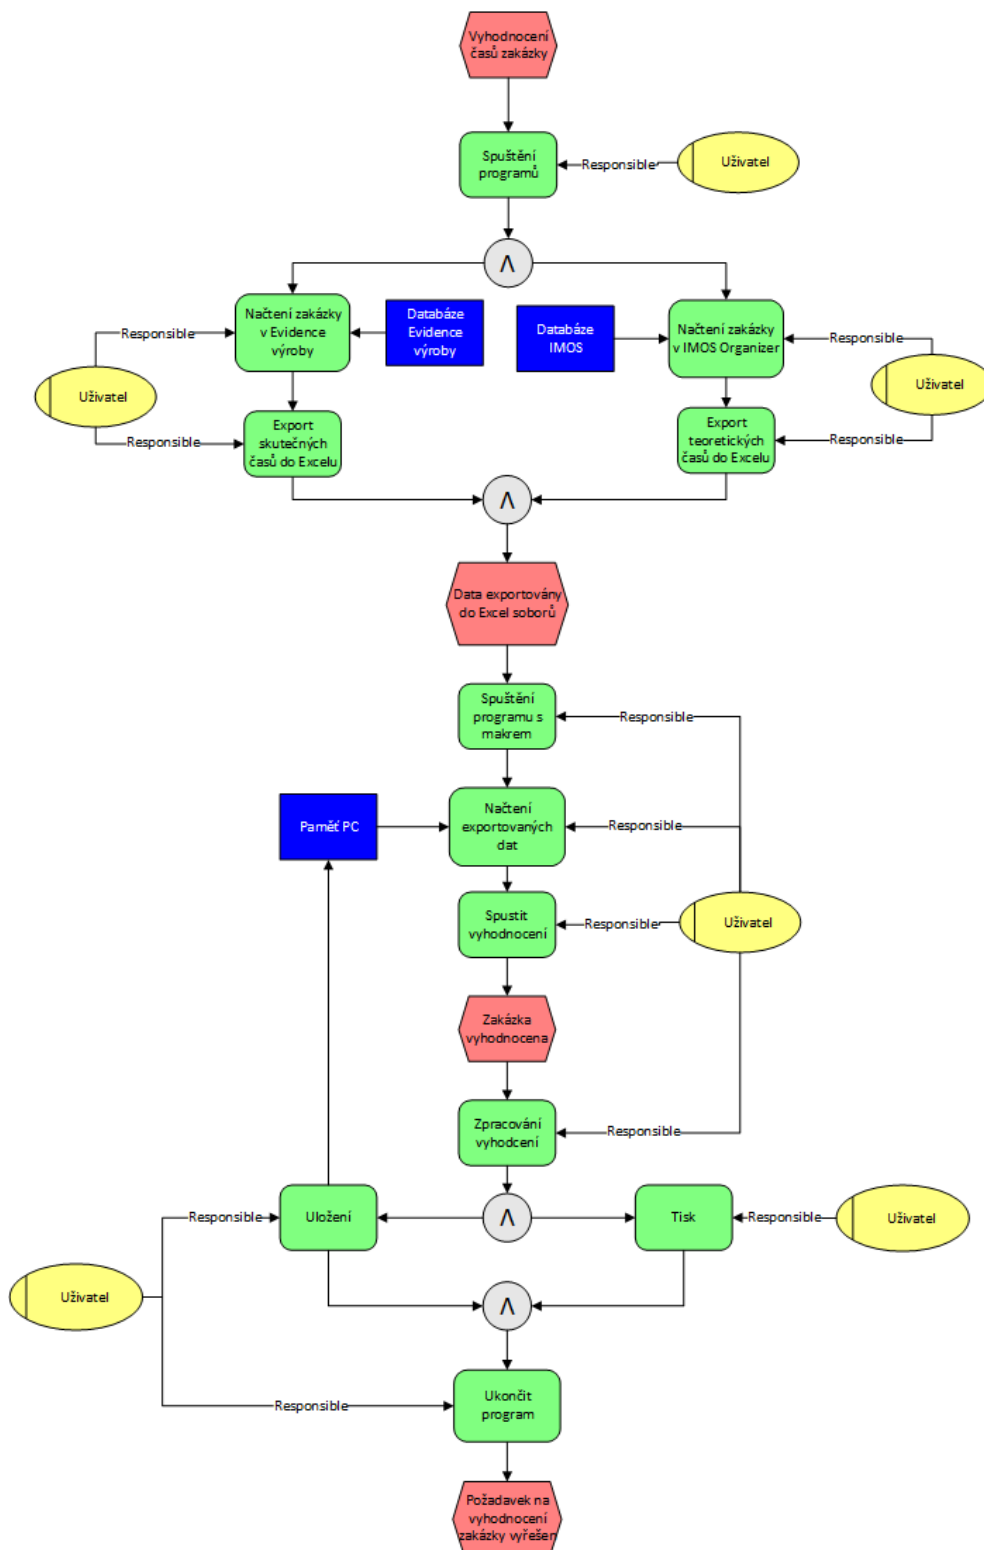 Vyhodnocení
časů zakázky
Spuštění
programů
Responsible
Uživatel
Λ
Načtení zakázky
v Evidence
výroby
Databáze
Evidence
výroby
Databáze
IMOS
Načtení zakázky
v IMOS Organizer
Responsible
Responsible
Uživatel
Uživatel
Export
skutečných
časů do Excelu
Export
teoretických
časů do Excelu
Responsible
Responsible
Λ
Data exportovány
do Excel soborů
Spuštění
programu s
makrem
Responsible
Paměť PC
Načtení
exportovaných
dat
Responsible
Spustit
vyhodnocení
Responsible
Uživatel
Zakázka
vyhodnocena
Zpracování
vyhodcení
Responsible
Responsible
Uložení
Λ
Tisk
Responsible
Uživatel
Uživatel
Λ
Responsible
Ukončit
program
Požadavek na
vyhodnocení
zakázky vyřešen